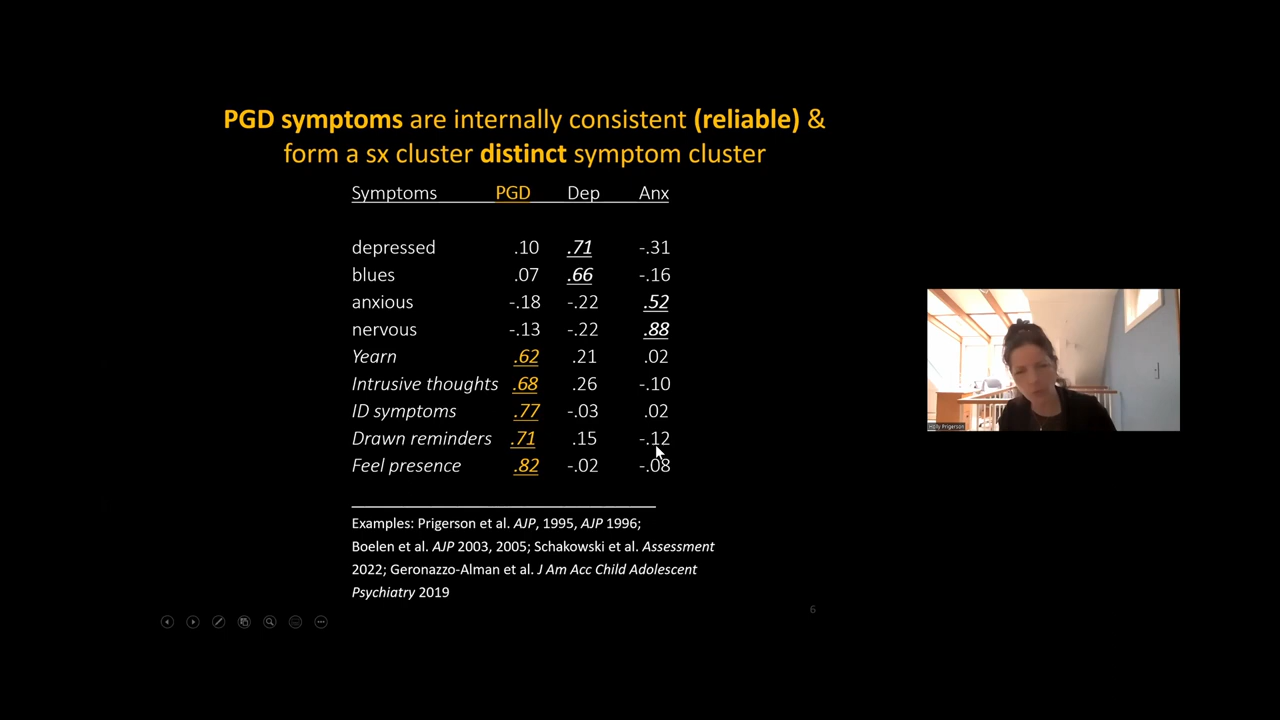 PGD symptoms are internally consistent (reliable) &
form a sx cluster distinct symptom cluster
Symptoms PGD Dep Anx
depressed .10 .71 -.31
blues .07 .66 -.16
anxious -.18 -.22 .52
nervous -.13 -.22 .88
Yearn .62 .21 .02
Intrusive thoughts .68 .26 -.10
ID symptoms .77 -.03 .02
Drawn reminders .71 .15 -.12
Feel presence .82 -.02 -.08
Examples: Prigerson et al. AJP, 1995, AJP 1996;
Boelen et al. AJP 2003, 2005; Schakowski et al. Assessment
2022; Geronazzo-Alman et al. J Am Acc Child Adolescent
Psychiatry 2019
6
Holly Prigerson